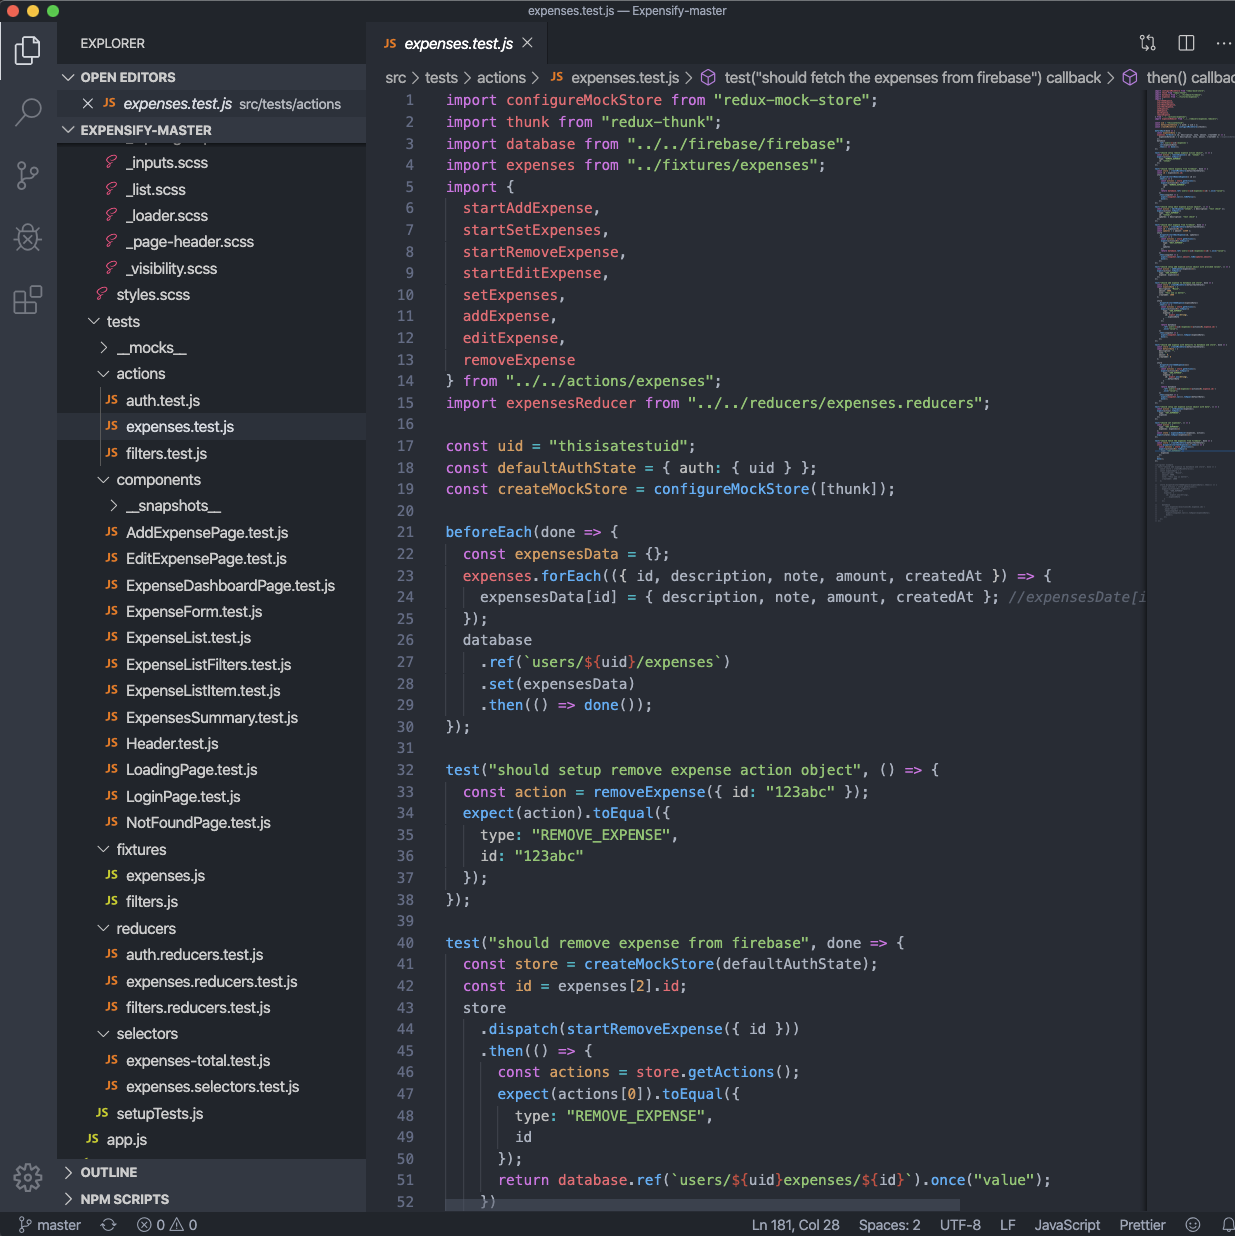 expenses.test.js — Expensify-master
EXPLORER
OPEN EDITORS
JS expenses.test.js src/tests/actions
EXPENSIFY-MASTER
_inputs.scss
_list.scss
_loader.scss
_page-header.scss
_visibility.scss
styles.scss
tests
__mocks__
actions
JS auth.test.js
JS expenses.test.js
JS filters.test.js
components
__snapshots__
JS AddExpensePage.test.js
JS EditExpensePage.test.js
JS ExpenseDashboardPage.test.js
JS ExpenseForm.test.js
JS ExpenseList.test.js
JS ExpenseListFilters.test.js
JS ExpenseListItem.test.js
JS ExpensesSummary.test.js
JS Header.test.js
JS LoadingPage.test.js
JS LoginPage.test.js
JS NotFoundPage.test.js
fixtures
JS expenses.js
JS filters.js
reducers
JS auth.reducers.test.js
JS expenses.reducers.test.js
JS filters.reducers.test.js
selectors
JS expenses-total.test.js
JS expenses.selectors.test.js
JS setupTests.js
JS app.js
OUTLINE
NPM SCRIPTS
JS expenses.test.js
src > tests > actions > JS expenses.test.js > test("should fetch the expenses from firebase") callback > then() callbac
1 import configureMockStore from "redux-mock-store";
2 import thunk from "redux-thunk";
3 import database from "../../firebase/firebase";
4 import expenses from "../fixtures/expenses";
5 import {
6 startAddExpense,
7 startSetExpenses,
8 startRemoveExpense,
9 startEditExpense,
10 setExpenses,
11 addExpense,
12 editExpense,
13 removeExpense
14 } from "../../actions/expenses";
15 import expensesReducer from "../../reducers/expenses.reducers";
16
17 const uid = "thisisatestuid";
18 const defaultAuthState = { auth: { uid } };
19 const createMockStore = configureMockStore([thunk]);
20
21 beforeEach(done => {
22 const expensesData = {};
23 expenses.forEach(({ id, description, note, amount, createdAt }) => {
24 expensesData[id] = { description, note, amount, createdAt }; //expensesDate[i
25 });
26 database
27 .ref(`users/${uid}/expenses`)
28 .set(expensesData)
29 .then(() => done());
30 });
31
32 test("should setup remove expense action object", () => {
33 const action = removeExpense({ id: "123abc" });
34 expect(action).toEqual({
35 type: "REMOVE_EXPENSE",
36 id: "123abc"
37 });
38 });
39
40 test("should remove expense from firebase", done => {
41 const store = createMockStore(defaultAuthState);
42 const id = expenses[2].id;
43 store
44 .dispatch(startRemoveExpense({ id }))
45 .then(() => {
46 const actions = store.getActions();
47 expect(actions[0]).toEqual({
48 type: "REMOVE_EXPENSE",
49 id
50 });
51 return database.ref(`users/${uid}expenses/${id}`).once("value");
52 })
master 0 0 Ln 181, Col 28 Spaces: 2 UTF-8 LF JavaScript Prettier